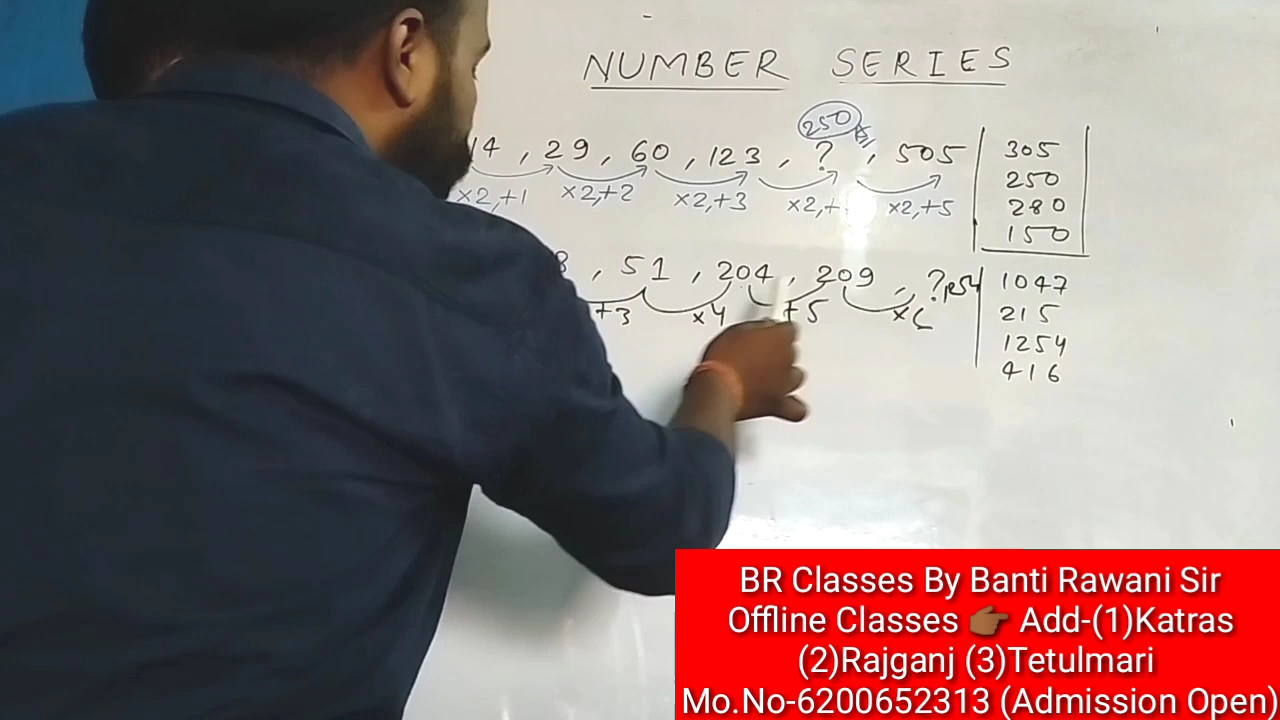 NUMBER SERIES
250
14, 29, 60, 123, ?, 505
×2,+1 ×2,+2 ×2,+3 ×2,+ ×2,+5
305
250
280
150
8, 51, 204, 209, ?
+3 ×4 +5 ×6
1047
215
1254
416
BR Classes By Banti Rawani Sir
Offline Classes 👉🏾 Add-(1)Katras
(2)Rajganj (3)Tetulmari
Mo.No-6200652313 (Admission Open)